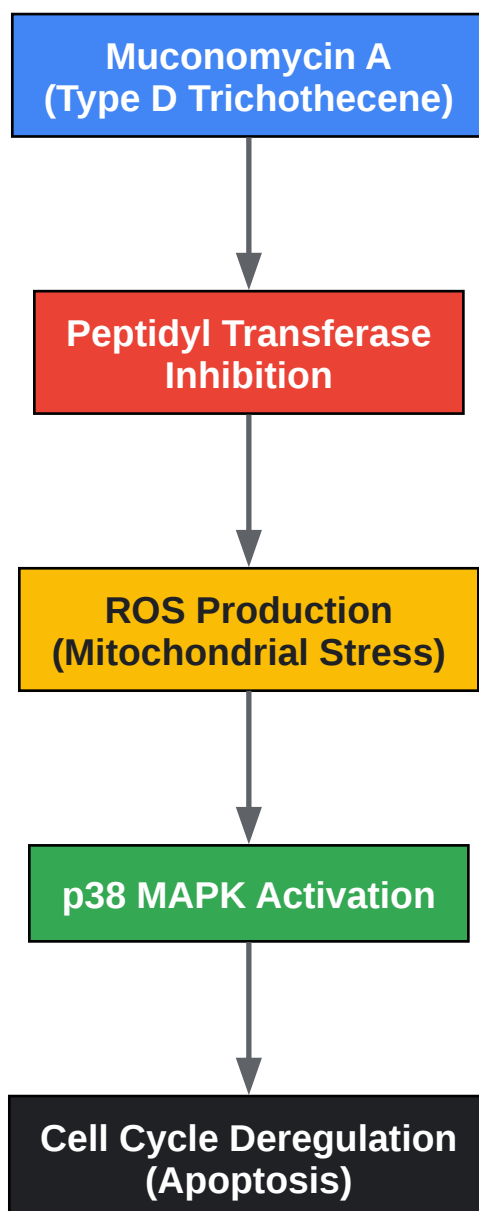 Muconomycin A
(Type D Trichothecene)
Peptidyl Transferase
Inhibition
ROS Production
(Mitochondrial Stress)
p38 MAPK Activation
Cell Cycle Deregulation
(Apoptosis)